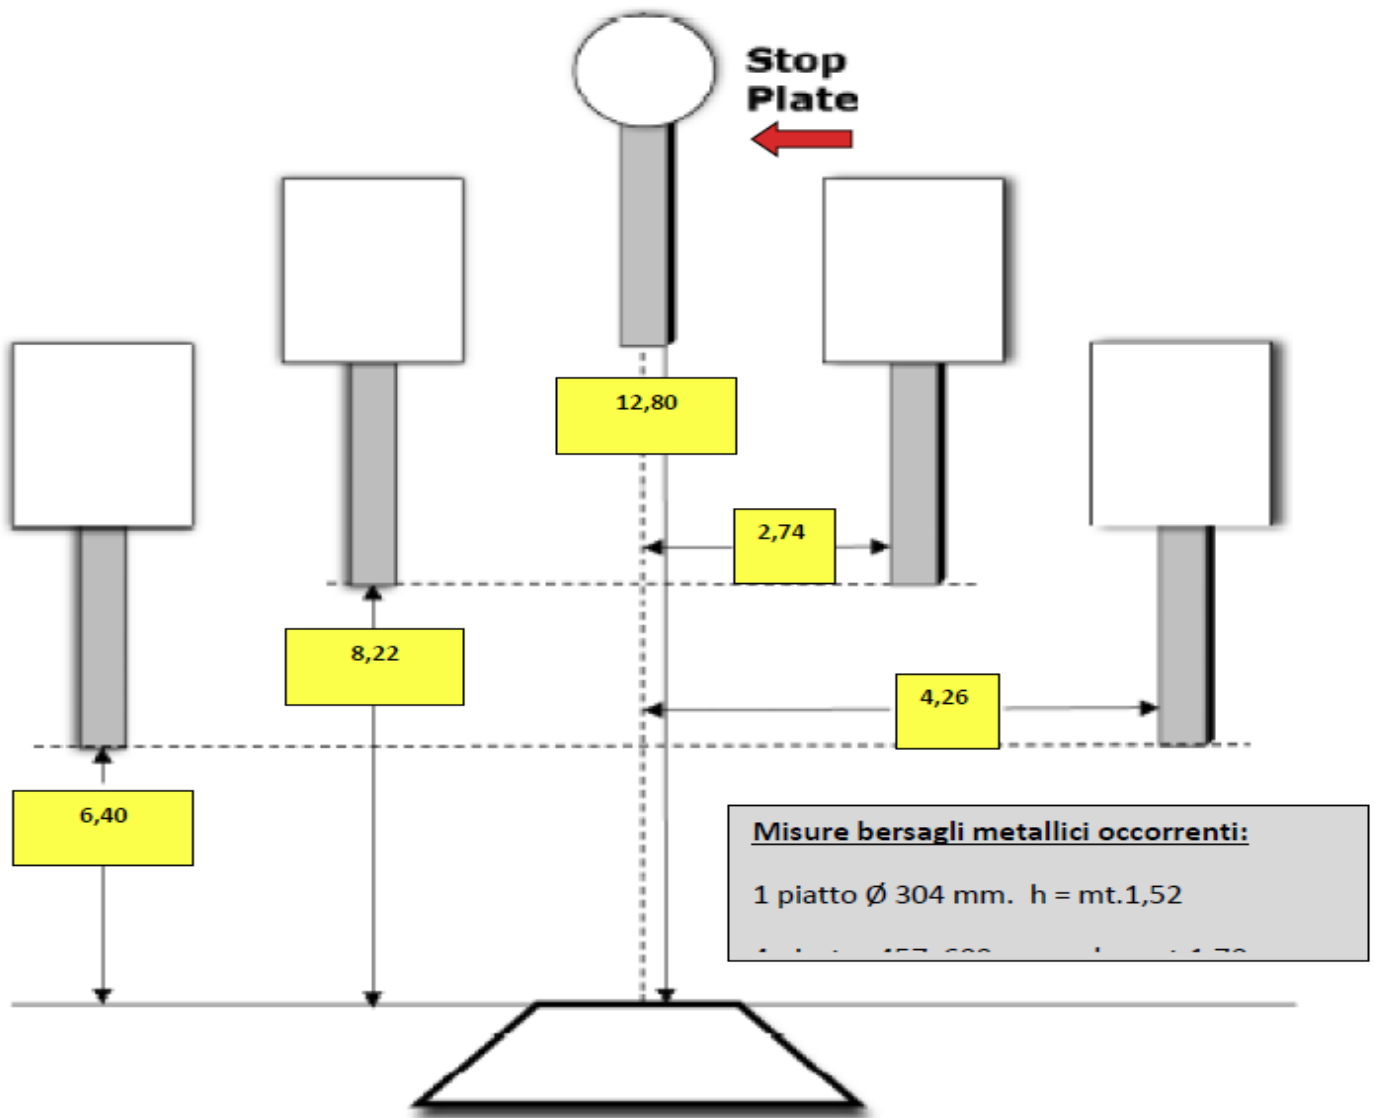 Stop
Plate
12,80
2,74
8,22
4,26
6,40
Misure bersagli metallici occorrenti:
1 piatto Ø 304 mm. h = mt.1,52